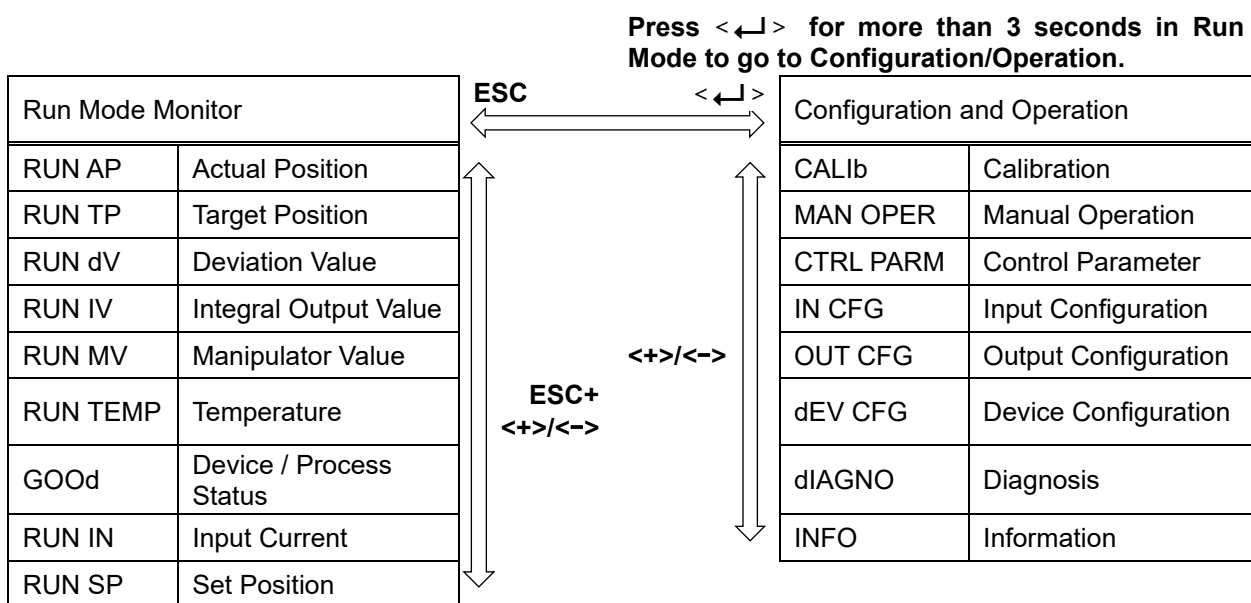 Press <↵> for more than 3 seconds in Run
Mode to go to Configuration/Operation.
Run Mode Monitor
ESC
<↵>
Configuration and Operation
RUN AP Actual Position
RUN TP Target Position
RUN dV Deviation Value
RUN IV Integral Output Value
RUN MV Manipulator Value
RUN TEMP Temperature
GOOd Device / Process
Status
RUN IN Input Current
RUN SP Set Position
ESC+
<+>/<−>
<+>/<−>
CALIb Calibration
MAN OPER Manual Operation
CTRL PARM Control Parameter
IN CFG Input Configuration
OUT CFG Output Configuration
dEV CFG Device Configuration
dIAGNO Diagnosis
INFO Information